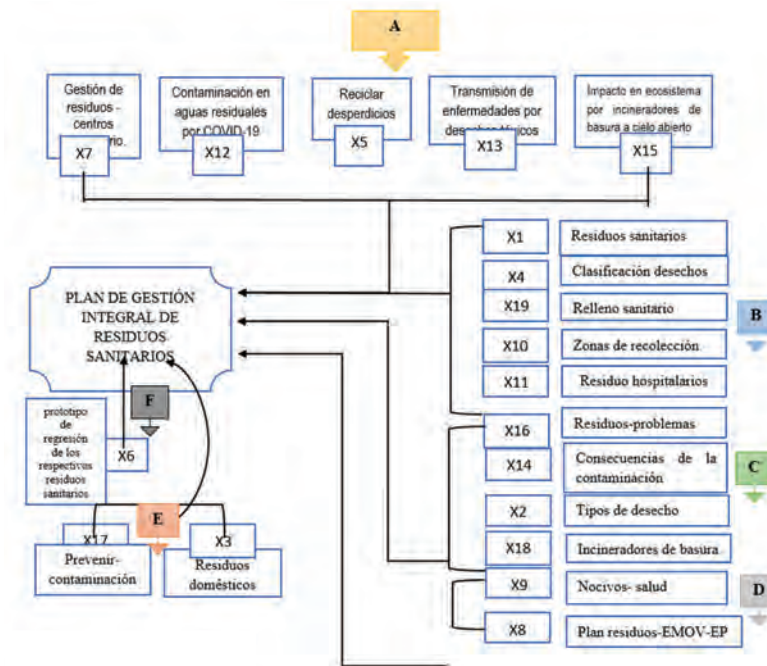 A
Gestión de
residuos -
centros
X7
Contaminación en
aguas residuales
por COVID-19
X12
Reciclar
desperdicios
X5
Transmisión de
enfermedades por
X13
Impacto en ecosistema
por incineradores de
basura a cielo abierto
X15
X1 Residuos sanitarios
X4 Clasificación desechos
X19 Relleno sanitario
B
X10 Zonas de recolección
X11 Residuo hospitalarios
X16 Residuos-problemas
X14 Consecuencias de la
contaminación
C
X2 Tipos de desecho
X18 Incineradores de basura
X9 Nocivos- salud
D
X8 Plan residuos-EMOV-EP
PLAN DE GESTIÓN
INTEGRAL DE
RESIDUOS
SANITARIOS
F
prototipo
de
regresión
de los
respectivos
residuos
sanitarios
X6
E
X17
Prevenir-
contaminación
X3
Residuos
domésticos